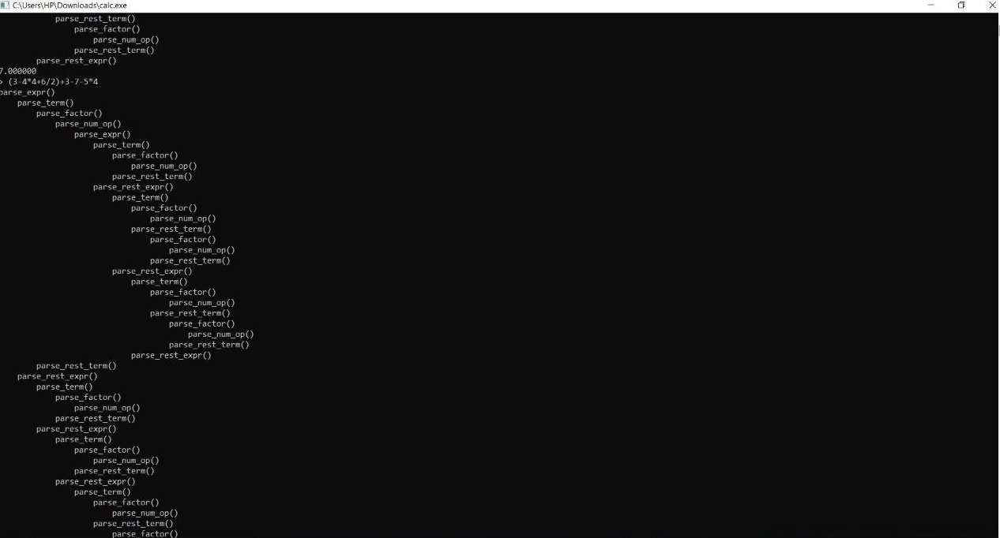 C:\Users\HP\Downloads\calc.exe
parse_rest_term()
parse_factor()
parse_num_op()
parse_rest_term()
parse_rest_expr()
7.000000
> (3-4*4+6/2)+3-7-5*4
parse_expr()
parse_term()
parse_factor()
parse_num_op()
parse_expr()
parse_term()
parse_factor()
parse_num_op()
parse_rest_term()
parse_rest_expr()
parse_term()
parse_factor()
parse_num_op()
parse_rest_term()
parse_factor()
parse_num_op()
parse_rest_term()
parse_rest_expr()
parse_term()
parse_factor()
parse_num_op()
parse_rest_term()
parse_factor()
parse_num_op()
parse_rest_term()
parse_rest_expr()
parse_rest_term()
parse_rest_expr()
parse_term()
parse_factor()
parse_num_op()
parse_rest_term()
parse_rest_expr()
parse_term()
parse_factor()
parse_num_op()
parse_rest_term()
parse_rest_expr()
parse_term()
parse_factor()
parse_num_op()
parse_rest_term()
parse_factor()